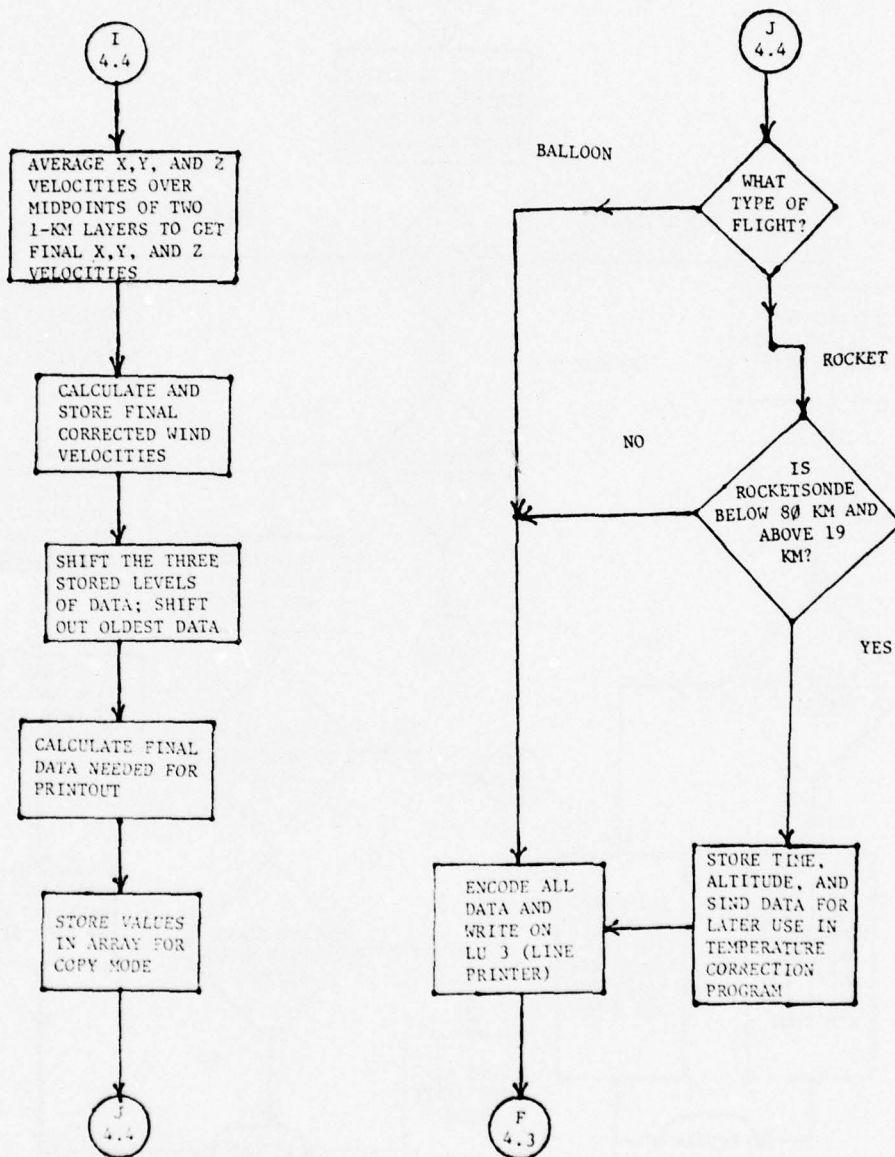 I
4.4
AVERAGE X,Y, AND Z
VELOCITIES OVER
MIDPOINTS OF TWO
1-KM LAYERS TO GET
FINAL X,Y, AND Z
VELOCITIES
CALCULATE AND
STORE FINAL
CORRECTED WIND
VELOCITIES
SHIFT THE THREE
STORED LEVELS
OF DATA; SHIFT
OUT OLDEST DATA
CALCULATE FINAL
DATA NEEDED FOR
PRINTOUT
STORE VALUES
IN ARRAY FOR
COPY MODE
J
4.4
J
4.4
BALLOON
WHAT
TYPE OF
FLIGHT?
ROCKET
NO
IS
ROCKETSONDE
BELOW 8Ø KM AND
ABOVE 19
KM?
YES
STORE TIME,
ALTITUDE, AND
SIND DATA FOR
LATER USE IN
TEMPERATURE
CORRECTION
PROGRAM
ENCODE ALL
DATA AND
WRITE ON
LU 3 (LINE
PRINTER)
F
4.3